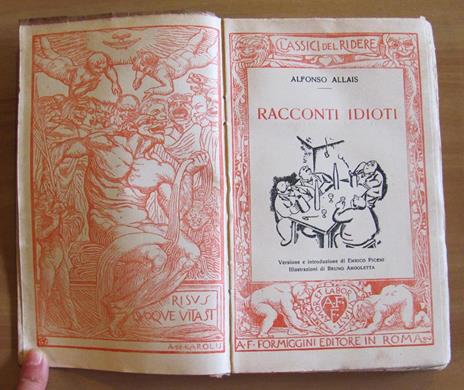 RISVS
QVOQVE VITA ST
A·DE KAROLIS
CLASSICI DEL RIDERE
ALFONSO ALLAIS
RACCONTI IDIOTI
Versione e introduzione di ENRICO PICENI
Illustrazioni di BRUNO ANGOLETTA
A·F·FORMIGGINI EDITORE IN ROMA